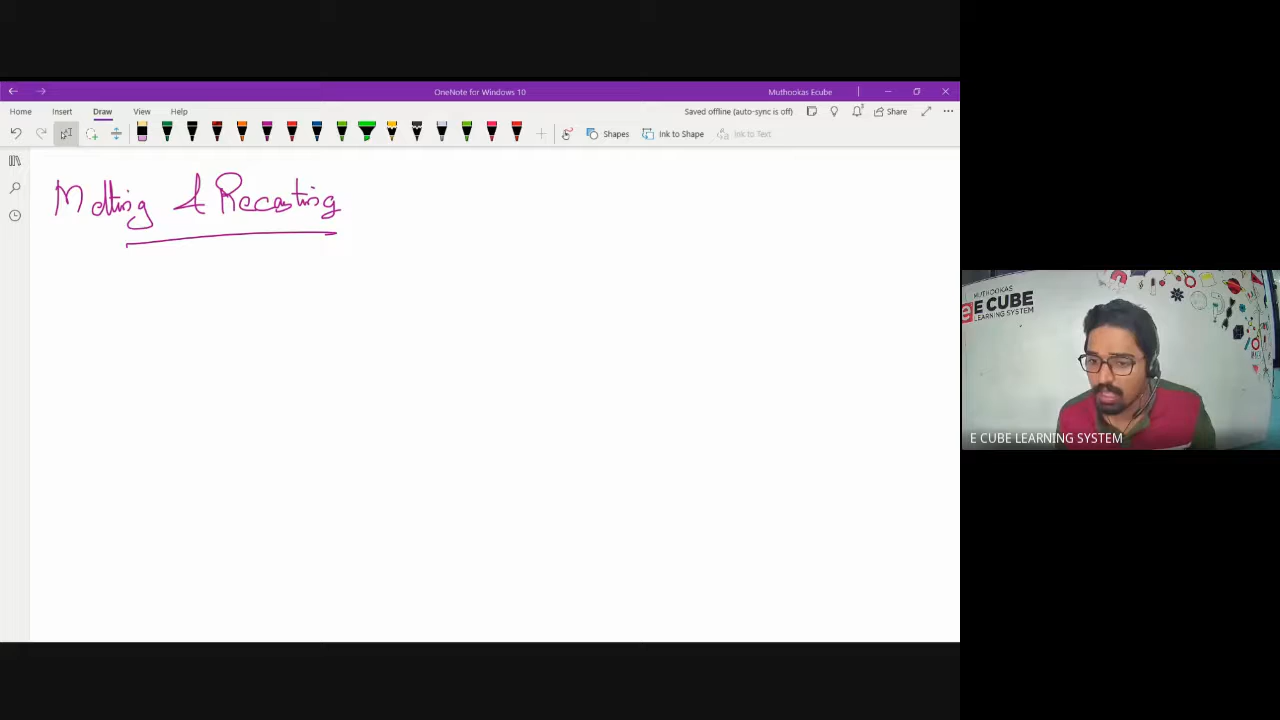 OneNote for Windows 10
Muthookas Ecube
Home Insert Draw View Help
Saved offline (auto-sync is off)
Share
Shapes
Ink to Shape
Ink to Text
Melting & Recasting
MUTHOOKAS
e E CUBE
LEARNING SYSTEM
E CUBE LEARNING SYSTEM